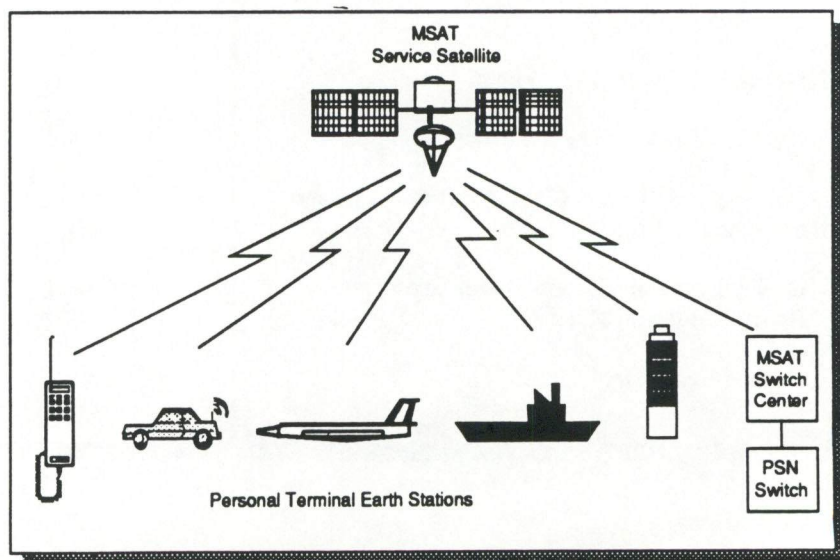 MSAT
Service Satellite
MSAT
Switch
Center
PSN
Switch
Personal Terminal Earth Stations